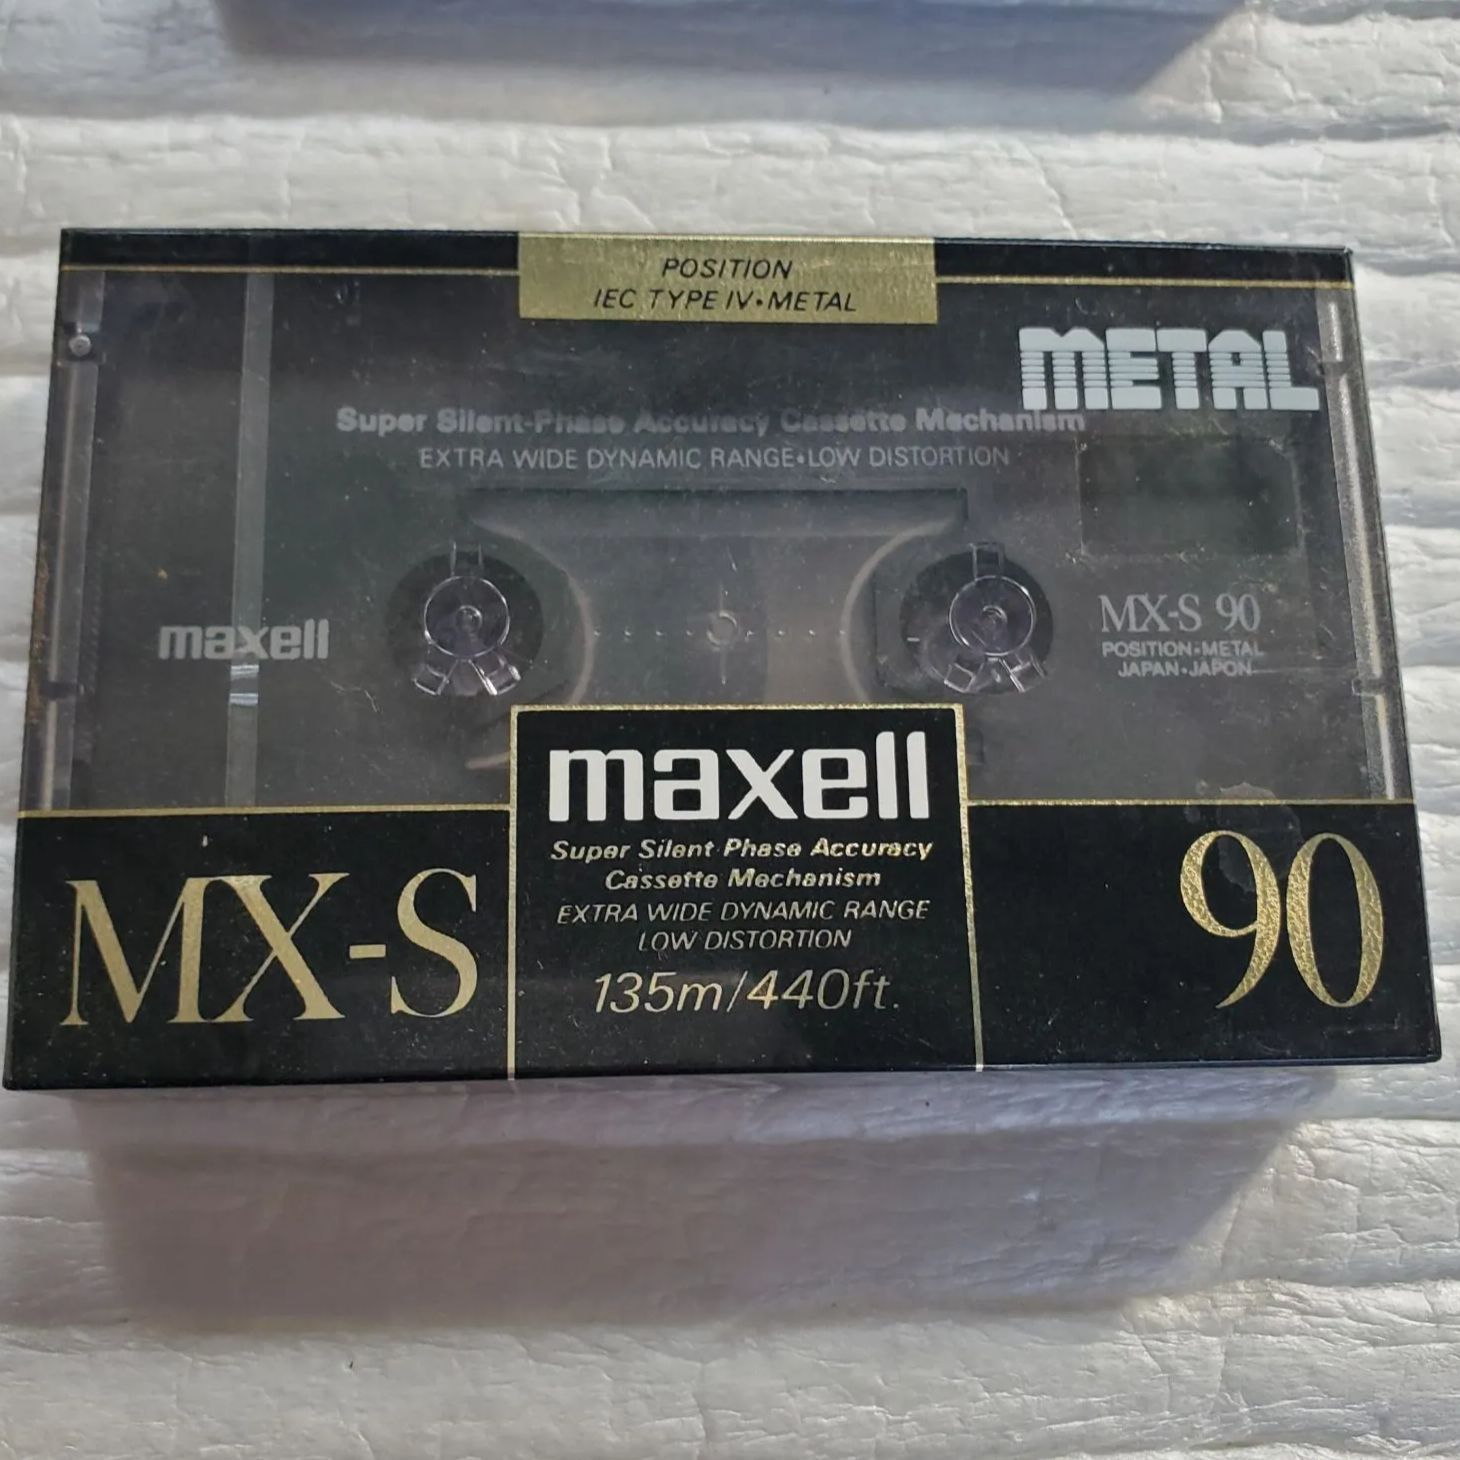 POSITION
IEC TYPE IV•METAL
METAL
Super Silent-Phase Accuracy Cassette Mechanism
EXTRA WIDE DYNAMIC RANGE•LOW DISTORTION
maxell
MX-S 90
POSITION•METAL
JAPAN•JAPON
maxell
Super Silent-Phase Accuracy
Cassette Mechanism
EXTRA WIDE DYNAMIC RANGE
LOW DISTORTION
135m/440ft.
MX-S
90